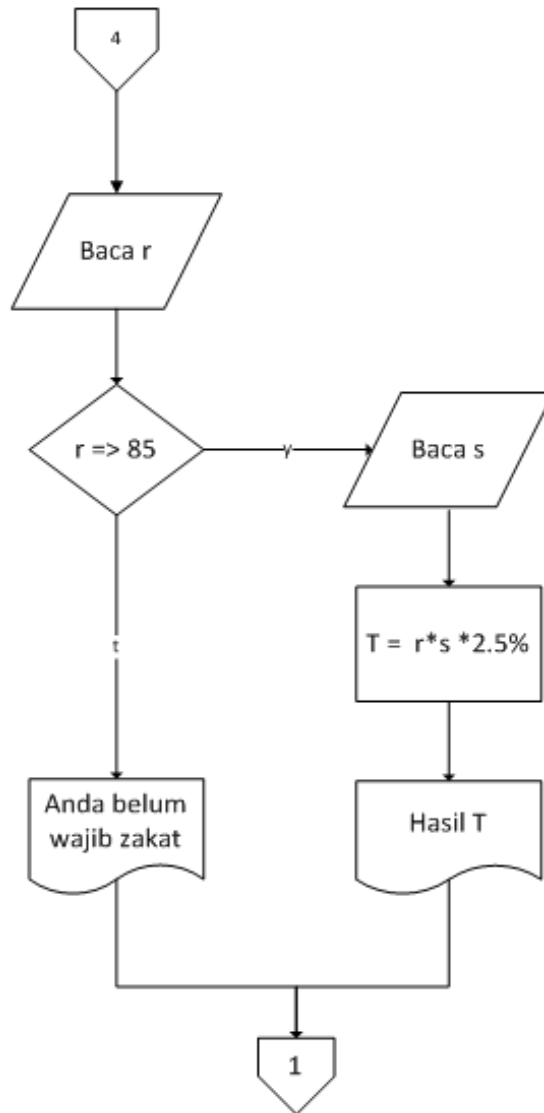 4
Baca r
r => 85
y
Baca s
t
T = r*s *2.5%
Anda belum
wajib zakat
Hasil T
1